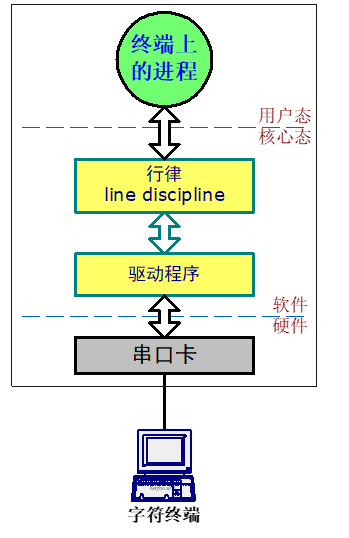 终端上
的进程
用户态
核心态
行律
line discipline
驱动程序
软件
硬件
串口卡
字符终端